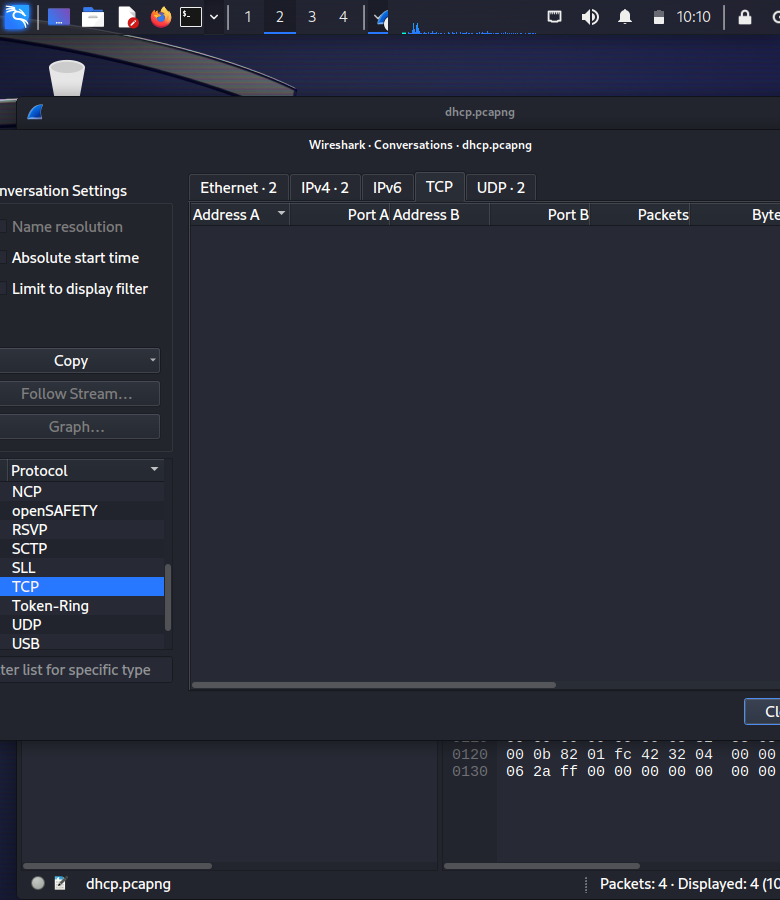 1 2 3 4 10:10
dhcp.pcapng
Wireshark · Conversations · dhcp.pcapng
nversation Settings
Name resolution
Absolute start time
Limit to display filter
Copy
Follow Stream…
Graph…
Protocol
NCP
openSAFETY
RSVP
SCTP
SLL
TCP
Token-Ring
UDP
USB
ter list for specific type
Ethernet · 2 IPv4 · 2 IPv6 TCP UDP · 2
Address A Port A Address B Port B Packets Byte
Cl
0120 00 0b 82 01 fc 42 32 04 00 00
0130 06 2a ff 00 00 00 00 00 00 00
dhcp.pcapng Packets: 4 · Displayed: 4 (10